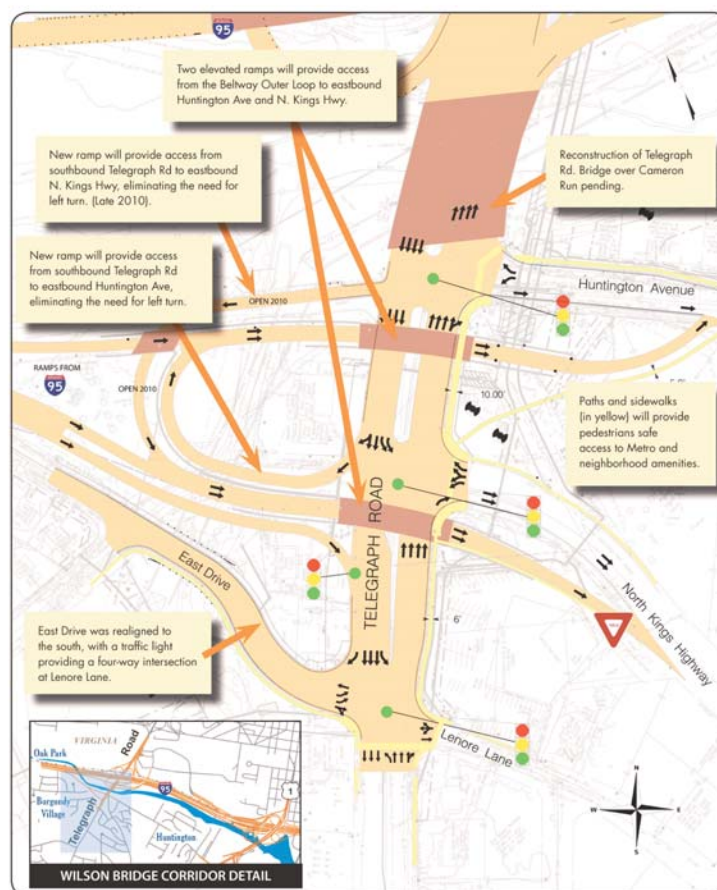 INTERSTATE
95
Two elevated ramps will provide access
from the Beltway Outer Loop to eastbound
Huntington Ave and N. Kings Hwy.
New ramp will provide access from
southbound Telegraph Rd to eastbound
N. Kings Hwy, eliminating the need for
left turn. (Late 2010).
Reconstruction of Telegraph
Rd. Bridge over Cameron
Run pending.
New ramp will provide access
from southbound Telegraph Rd
to eastbound Huntington Ave,
eliminating the need for left turn.
OPEN 2010
Huntington Avenue
RAMPS FROM
95
OPEN 2010
10.00'
Paths and sidewalks
(in yellow) will provide
pedestrians safe
access to Metro and
neighborhood amenities.
TELEGRAPH ROAD
East Drive
North Kings Highway
6'
East Drive was realigned to
the south, with a traffic light
providing a four-way intersection
at Lenore Lane.
Lenore Lane
VIRGINIA
Road
Oak Park
95
1
Burgundy
Village
Telegraph
Huntington
N
W
E
S
WILSON BRIDGE CORRIDOR DETAIL